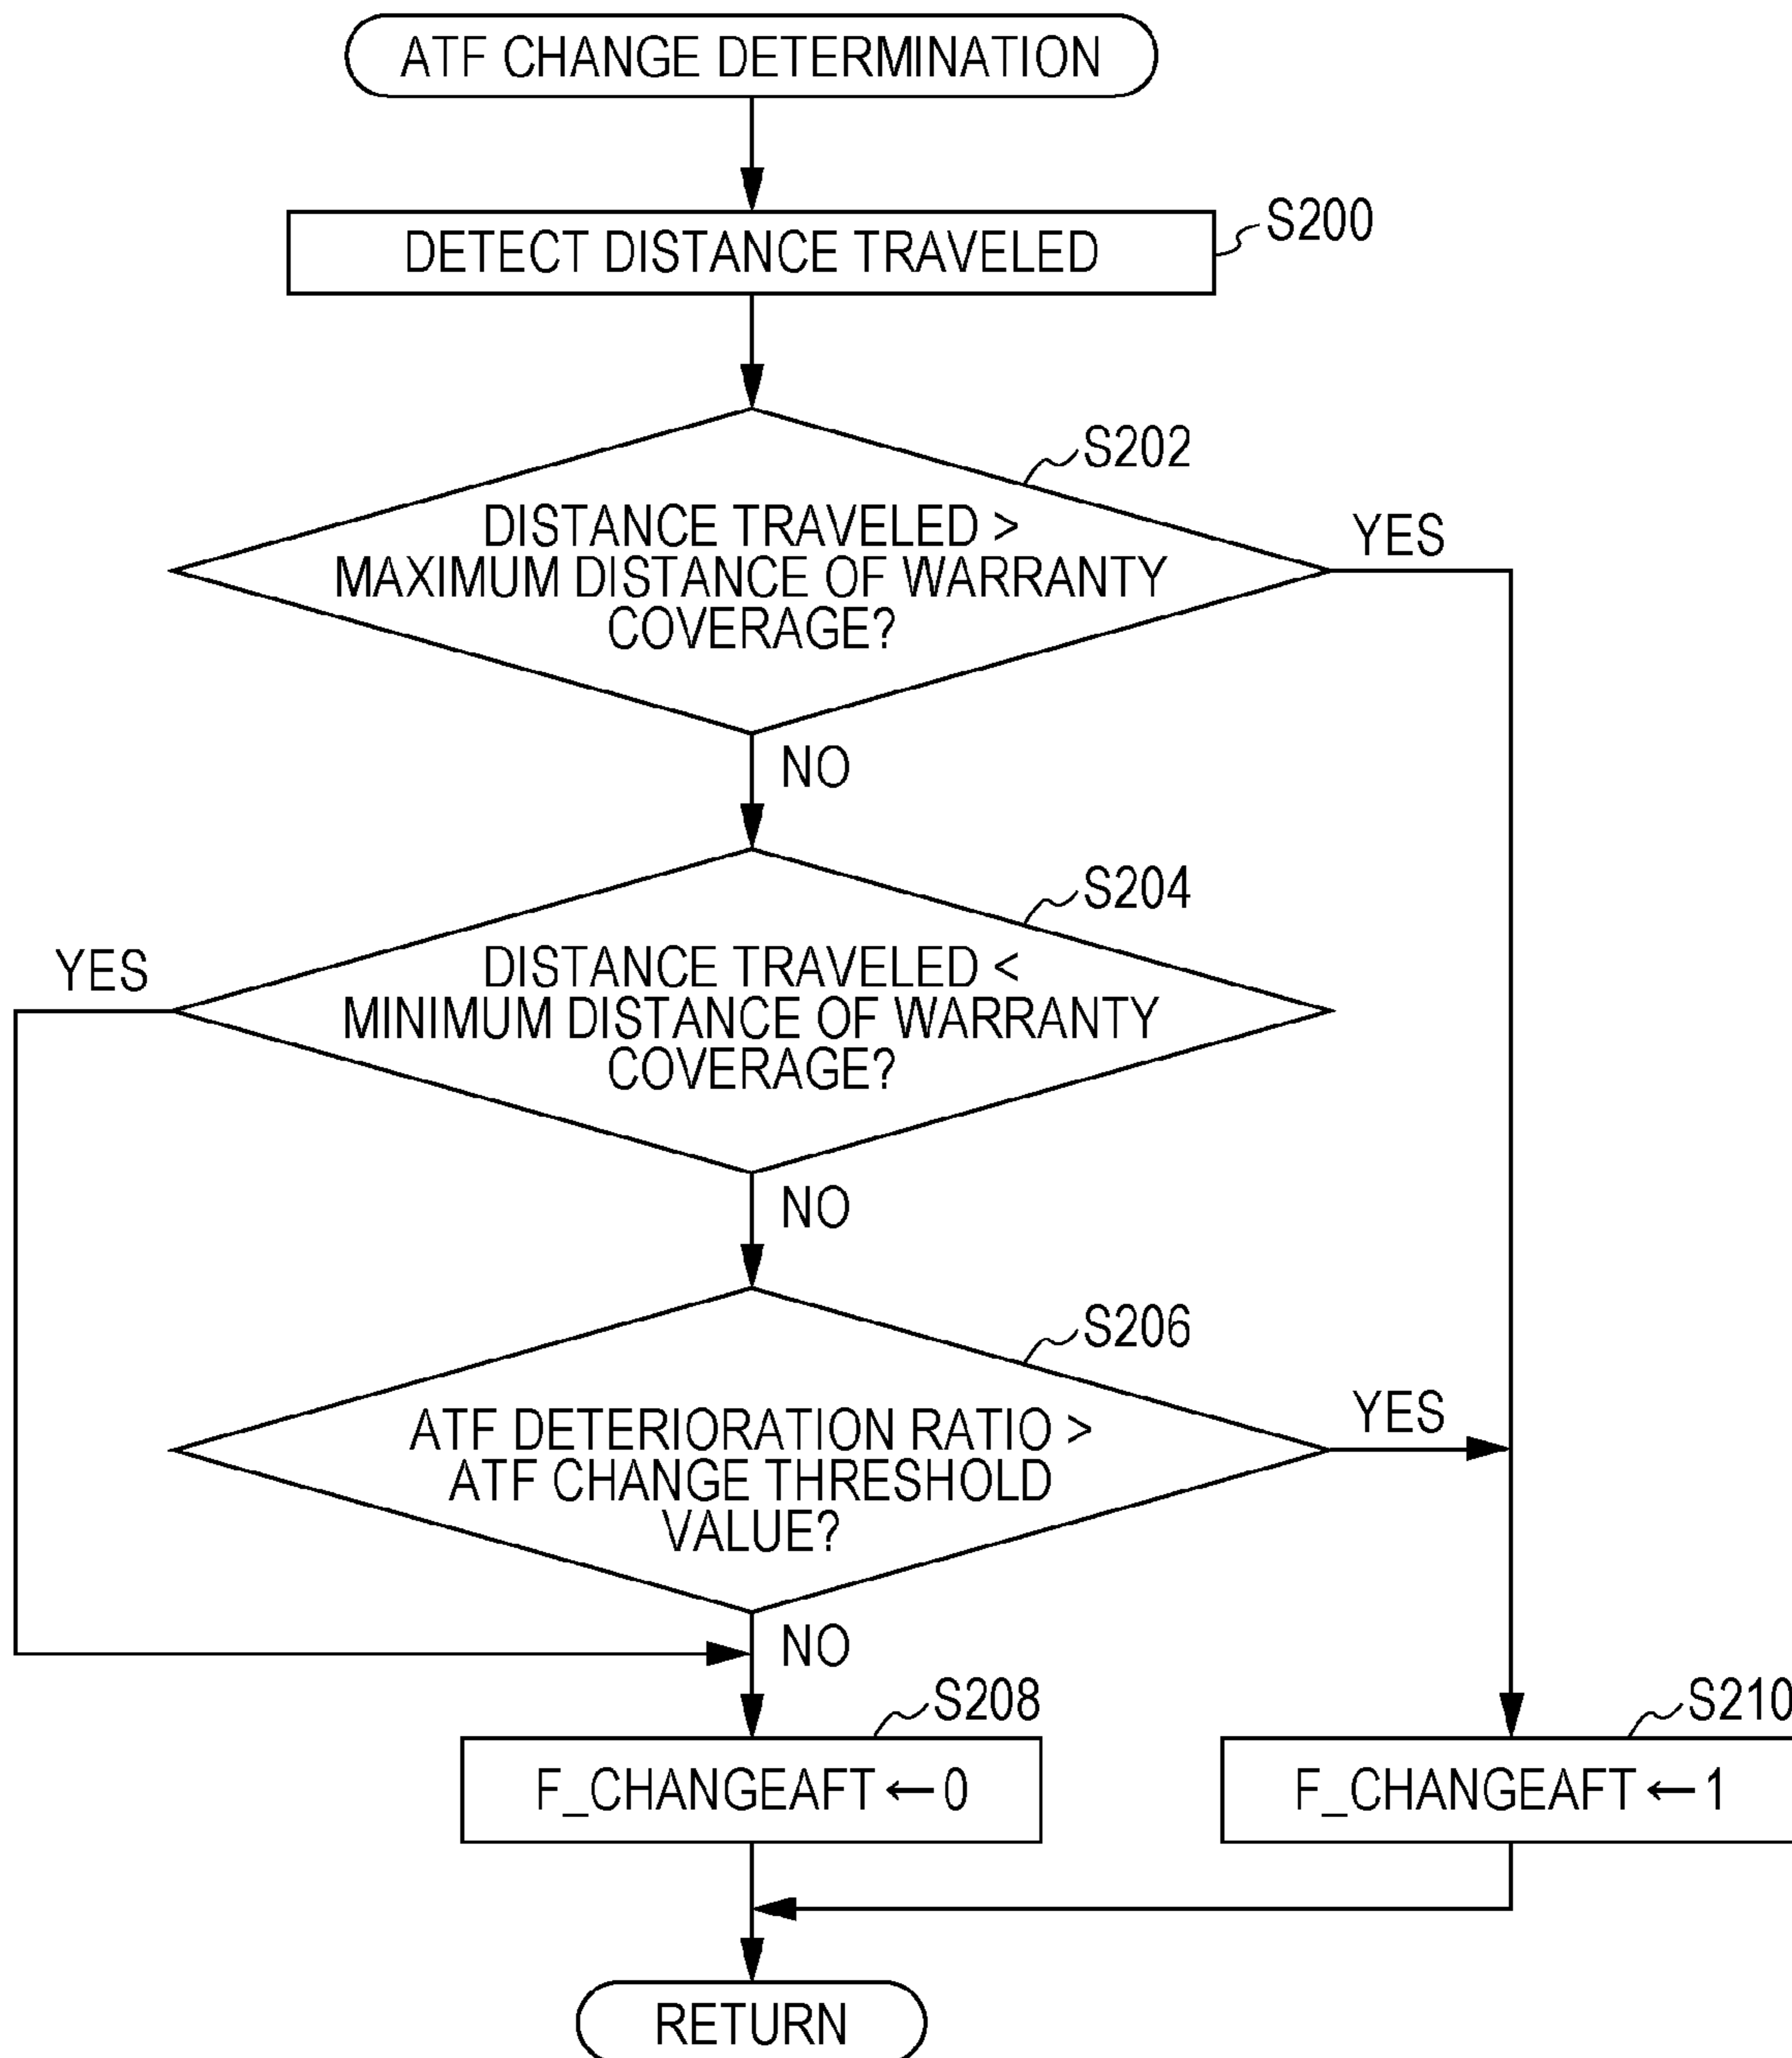 ATF CHANGE DETERMINATION
DETECT DISTANCE TRAVELED
S200
S202
DISTANCE TRAVELED >
MAXIMUM DISTANCE OF WARRANTY
COVERAGE?
YES
NO
S204
YES
DISTANCE TRAVELED <
MINIMUM DISTANCE OF WARRANTY
COVERAGE?
NO
S206
ATF DETERIORATION RATIO >
ATF CHANGE THRESHOLD
VALUE?
YES
NO
S208
S210
F_CHANGEAFT ← 0
F_CHANGEAFT ← 1
RETURN